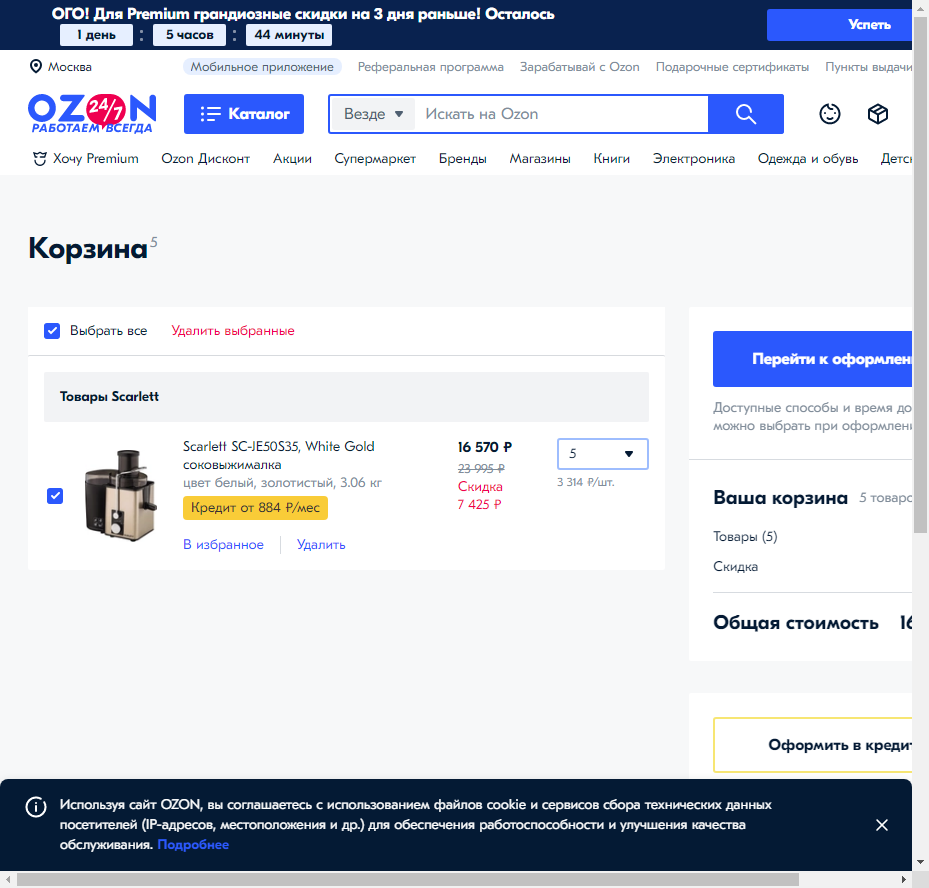 ОГО! Для Premium грандиозные скидки на 3 дня раньше! Осталось
1 день : 5 часов : 44 минуты
Успеть
Москва
Мобильное приложение
Реферальная программа
Зарабатывай с Ozon
Подарочные сертификаты
Пункты выдачи
OZON 24/7
РАБОТАЕМ ВСЕГДА
Каталог
Везде
Искать на Ozon
Хочу Premium
Ozon Дисконт
Акции
Супермаркет
Бренды
Магазины
Книги
Электроника
Одежда и обувь
Детск
Корзина 5
Выбрать все
Удалить выбранные
Товары Scarlett
Scarlett SC-JE50S35, White Gold
соковыжималка
цвет белый, золотистый, 3.06 кг
Кредит от 884 ₽/мес
В избранное
Удалить
16 570 ₽
23 995 ₽
Скидка
7 425 ₽
5
3 314 ₽/шт.
Перейти к оформлен
Доступные способы и время до
можно выбрать при оформлени
Ваша корзина
5 товаро
Товары (5)
Скидка
Общая стоимость
16
Оформить в кредит
Используя сайт OZON, вы соглашаетесь с использованием файлов cookie и сервисов сбора технических данных
посетителей (IP-адресов, местоположения и др.) для обеспечения работоспособности и улучшения качества
обслуживания. Подробнее